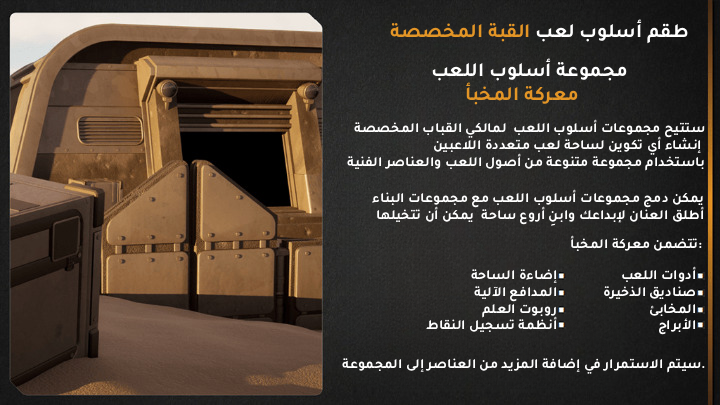 طقم أسلوب لعب القبة المخصصة
مجموعة أسلوب اللعب
معركة المخبأ
ستتيح مجموعات أسلوب اللعب لمالكي القباب المخصصة
إنشاء أي تكوين لساحة لعب متعددة اللاعبين
باستخدام مجموعة متنوعة من أصول اللعب والعناصر الفنية
يمكن دمج مجموعات أسلوب اللعب مع مجموعات البناء
أطلق العنان لإبداعك وابنِ أروع ساحة يمكن أن تتخيلها
تتضمن معركة المخبأ:
▪أدوات اللعب
▪صناديق الذخيرة
▪المخابئ
▪الأبراج
▪إضاءة الساحة
▪المدافع الآلية
▪روبوت العلم
▪أنظمة تسجيل النقاط
سيتم الاستمرار في إضافة المزيد من العناصر إلى المجموعة.